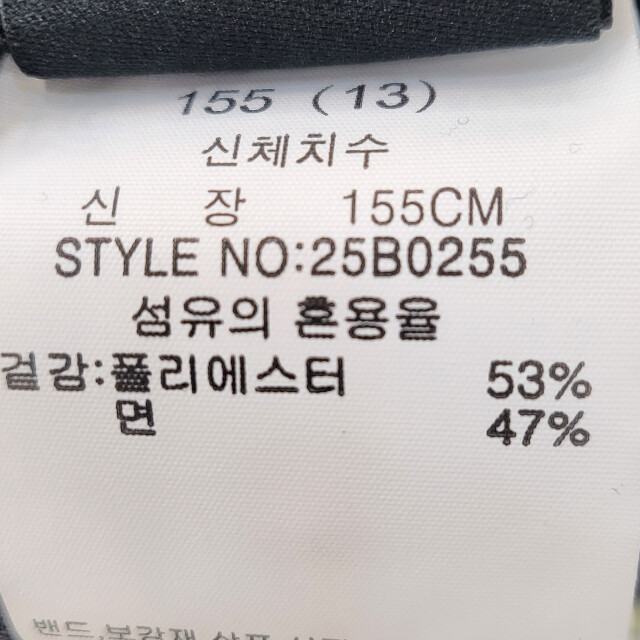 155 (13)
신체치수
신 장 155CM
STYLE NO:25B0255
섬유의 혼용율
겉감:폴리에스터 53%
면 47%